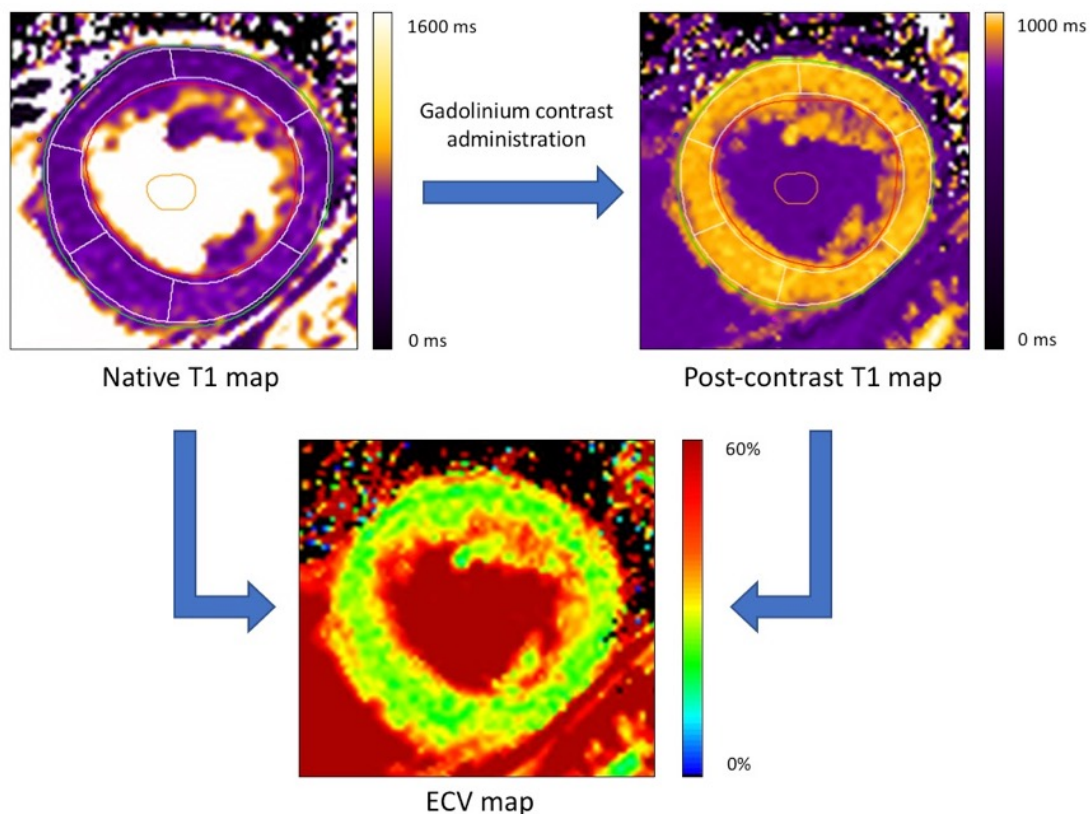 1600 ms
0 ms
Native T1 map
Gadolinium contrast
administration
1000 ms
0 ms
Post-contrast T1 map
60%
0%
ECV map